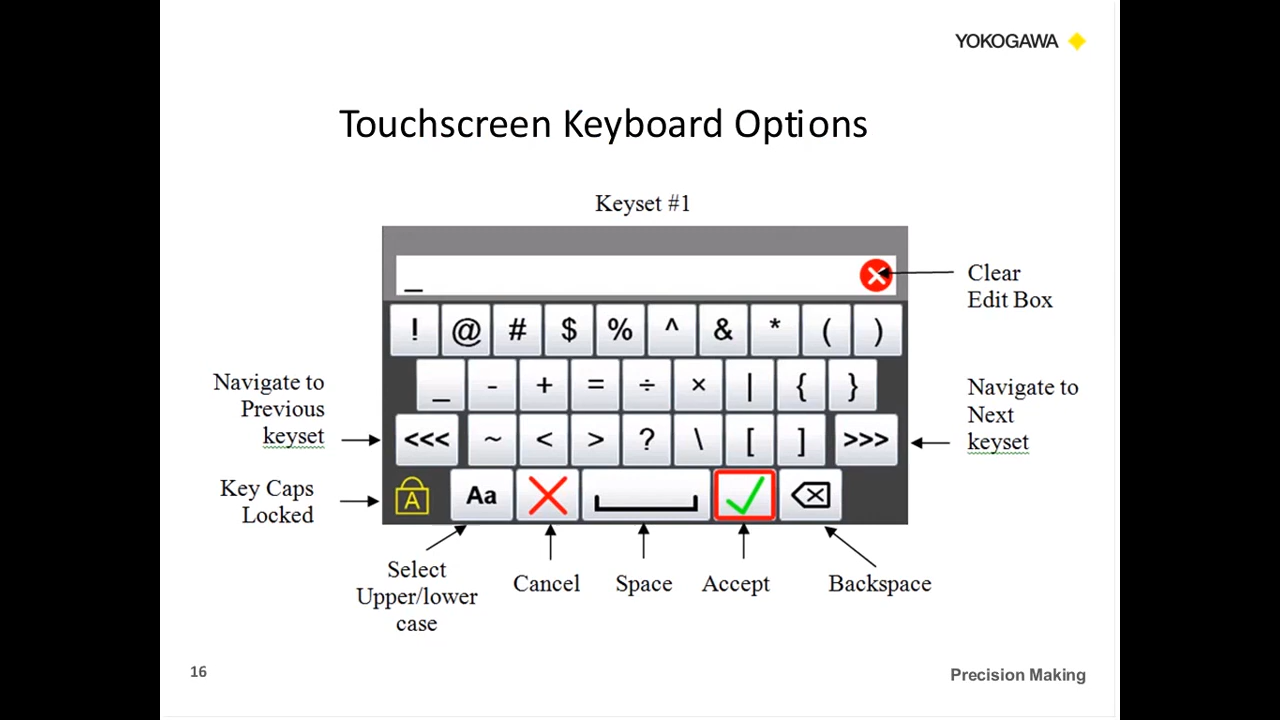 YOKOGAWA
Touchscreen Keyboard Options
Keyset #1
_
Clear
Edit Box
! @ # $ % ^ & * ( )
_ - + = ÷ × | { }
<<< ~ < > ? \ [ ] >>>
A Aa
Navigate to
Previous
keyset
Navigate to
Next
keyset
Key Caps
Locked
Select
Upper/lower
case
Cancel
Space
Accept
Backspace
16
Precision Making